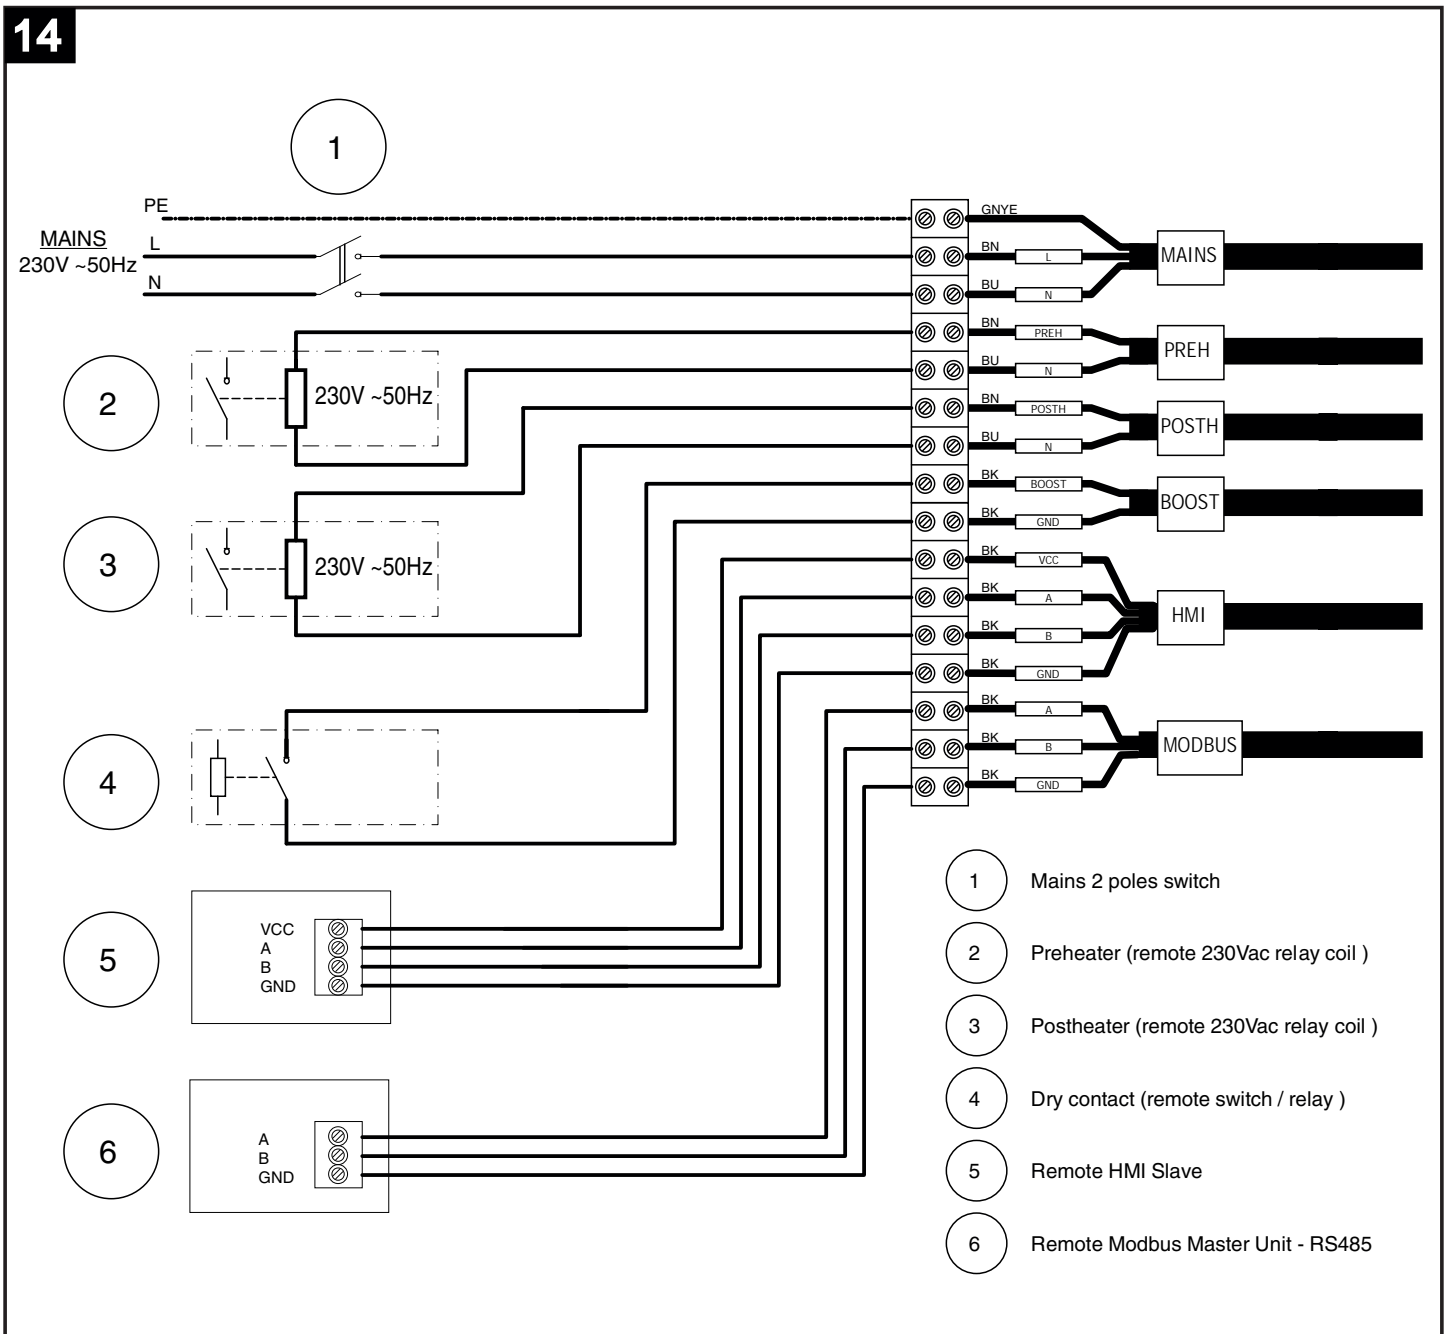 14
1
PE
MAINS
230V ~50Hz
L
N
GNYE
BN L
BU N
MAINS
BN PREH
BU N
PREH
2
230V ~50Hz
BN POSTH
BU N
POSTH
3
230V ~50Hz
BK BOOST
BK GND
BOOST
BK VCC
BK A
BK B
BK GND
HMI
BK A
BK B
BK GND
MODBUS
4
5
VCC
A
B
GND
6
A
B
GND
1 Mains 2 poles switch
2 Preheater (remote 230Vac relay coil )
3 Postheater (remote 230Vac relay coil )
4 Dry contact (remote switch / relay )
5 Remote HMI Slave
6 Remote Modbus Master Unit - RS485